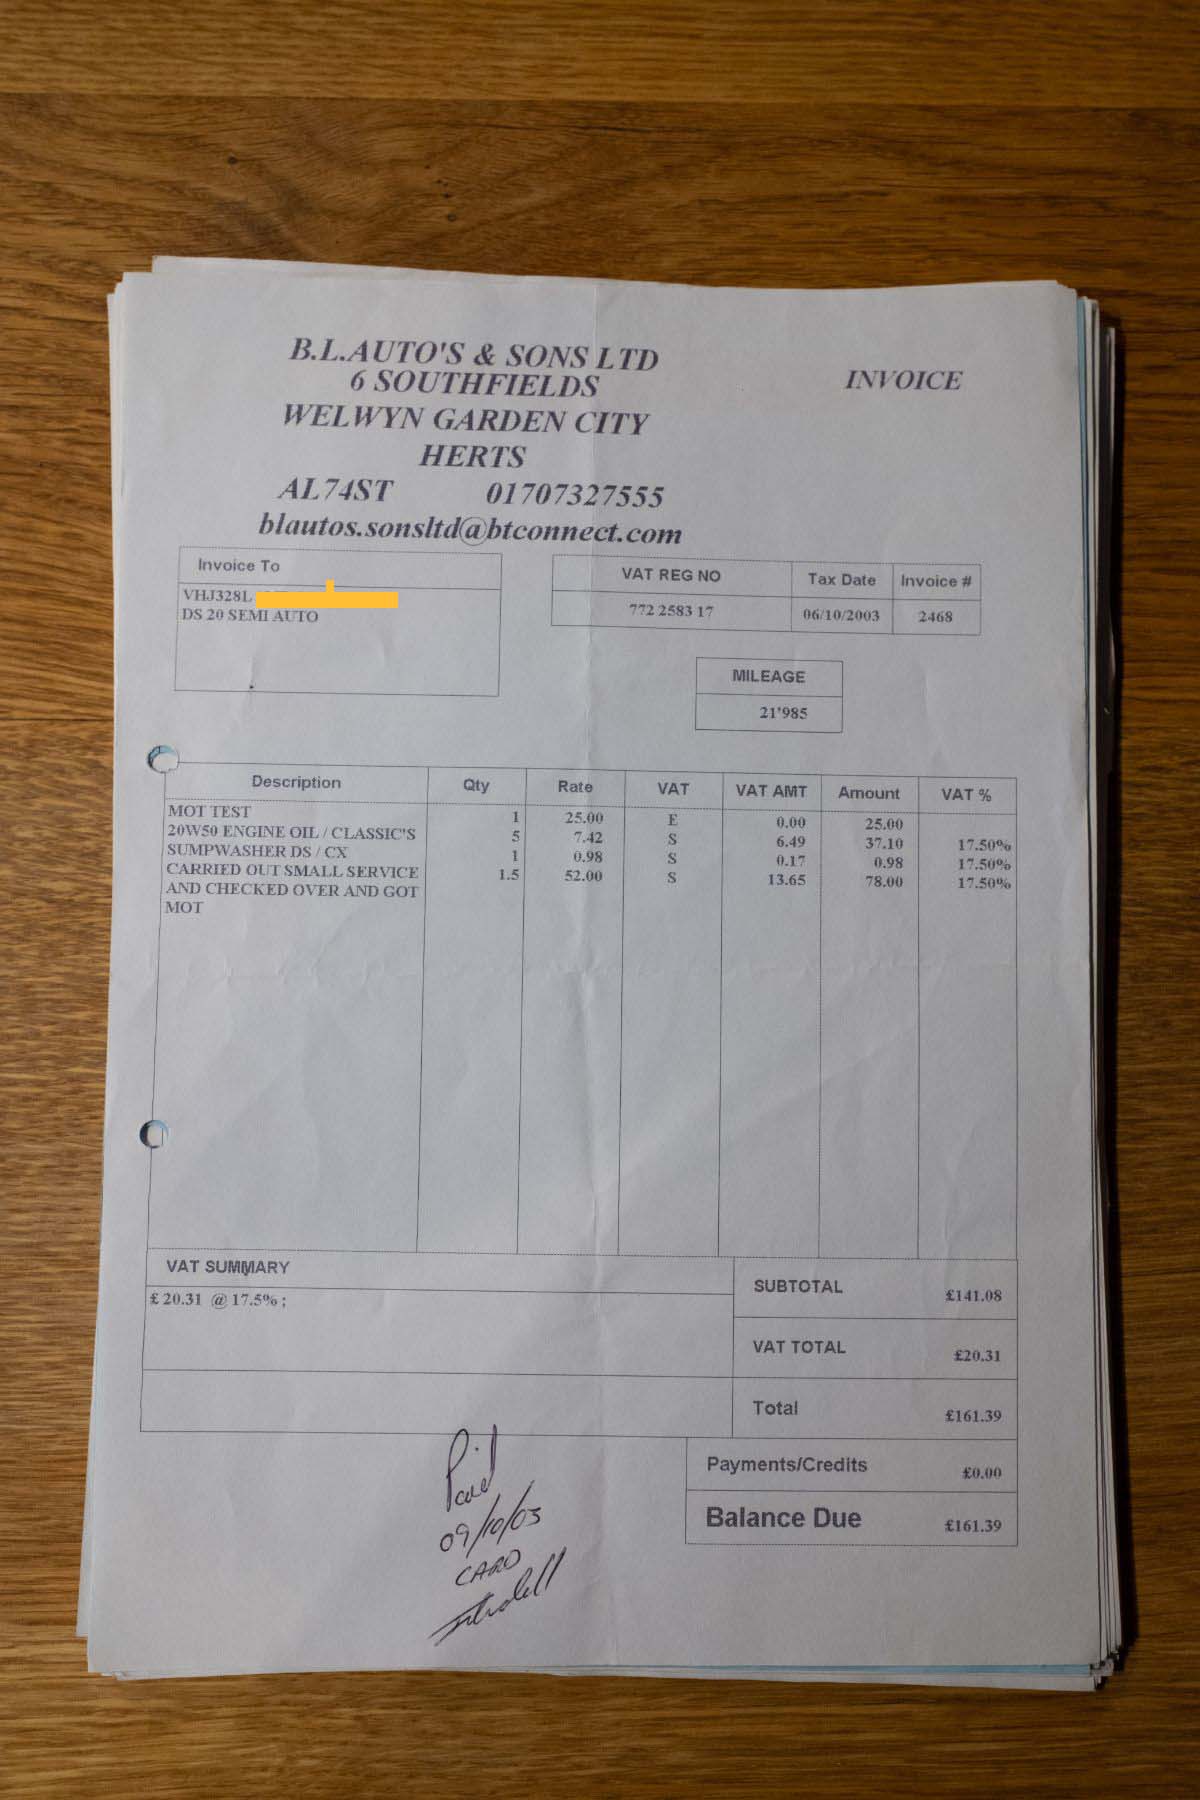 B.L.AUTO'S & SONS LTD
6 SOUTHFIELDS
WELWYN GARDEN CITY
HERTS
AL74ST 01707327555
blautos.sonsltd@btconnect.com
INVOICE
Invoice To
VHJ328L
DS 20 SEMI AUTO
VAT REG NO Tax Date Invoice #
772 2583 17 06/10/2003 2468
MILEAGE
21'985
Description Qty Rate VAT VAT AMT Amount VAT %
MOT TEST 1 25.00 E 0.00 25.00
20W50 ENGINE OIL / CLASSIC'S 5 7.42 S 6.49 37.10 17.50%
SUMPWASHER DS / CX 1 0.98 S 0.17 0.98 17.50%
CARRIED OUT SMALL SERVICE 1.5 52.00 S 13.65 78.00 17.50%
AND CHECKED OVER AND GOT
MOT
VAT SUMMARY
£ 20.31 @ 17.5% ;
SUBTOTAL £141.08
VAT TOTAL £20.31
Total £161.39
Payments/Credits £0.00
Balance Due £161.39
Paid
09/10/03
CARD